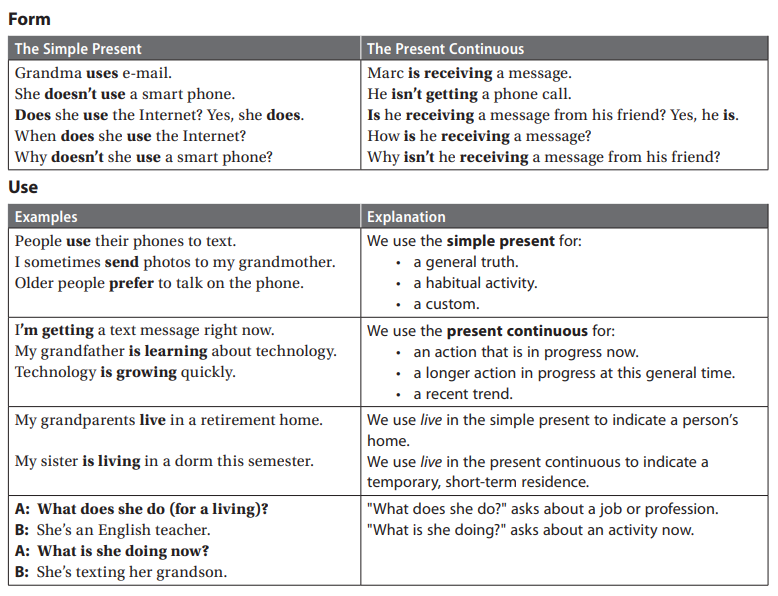 Form
The Simple Present
The Present Continuous
Grandma uses e-mail.
She doesn't use a smart phone.
Does she use the Internet? Yes, she does.
When does she use the Internet?
Why doesn't she use a smart phone?
Marc is receiving a message.
He isn't getting a phone call.
Is he receiving a message from his friend? Yes, he is.
How is he receiving a message?
Why isn't he receiving a message from his friend?
Use
Examples
Explanation
People use their phones to text.
I sometimes send photos to my grandmother.
Older people prefer to talk on the phone.
We use the simple present for:
• a general truth.
• a habitual activity.
• a custom.
I'm getting a text message right now.
My grandfather is learning about technology.
Technology is growing quickly.
We use the present continuous for:
• an action that is in progress now.
• a longer action in progress at this general time.
• a recent trend.
My grandparents live in a retirement home.
My sister is living in a dorm this semester.
We use live in the simple present to indicate a person's
home.
We use live in the present continuous to indicate a
temporary, short-term residence.
A: What does she do (for a living)?
B: She's an English teacher.
A: What is she doing now?
B: She's texting her grandson.
"What does she do?" asks about a job or profession.
"What is she doing?" asks about an activity now.